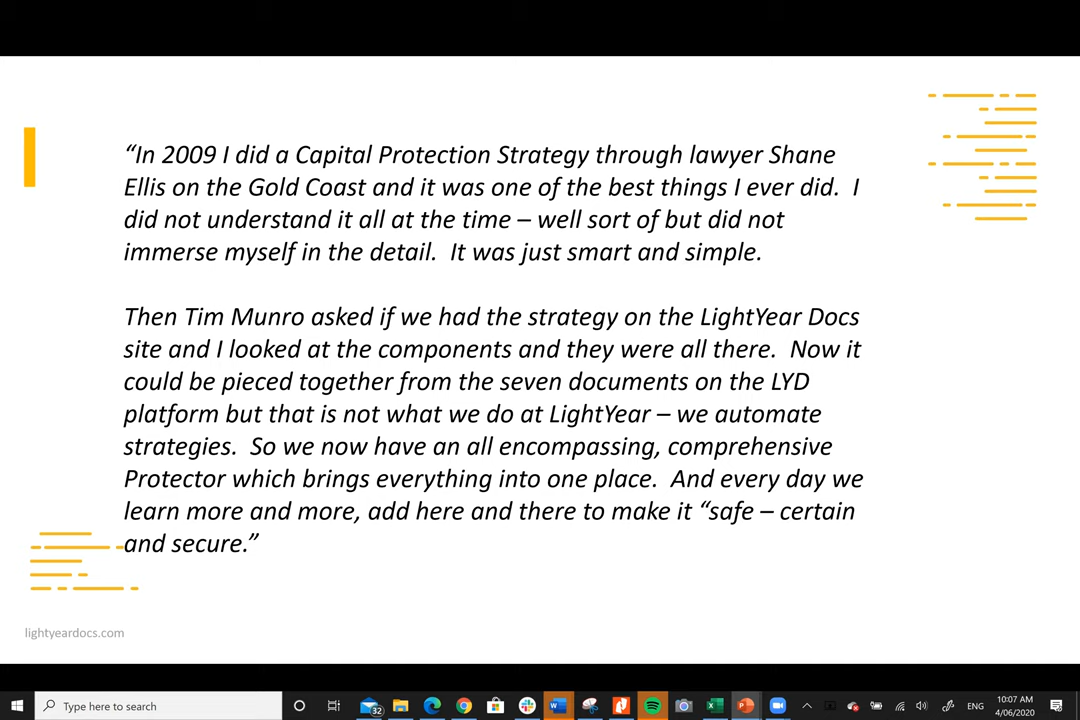 “In 2009 I did a Capital Protection Strategy through lawyer Shane
Ellis on the Gold Coast and it was one of the best things I ever did.  I
did not understand it all at the time – well sort of but did not
immerse myself in the detail.  It was just smart and simple.
Then Tim Munro asked if we had the strategy on the LightYear Docs
site and I looked at the components and they were all there.  Now it
could be pieced together from the seven documents on the LYD
platform but that is not what we do at LightYear – we automate
strategies.  So we now have an all encompassing, comprehensive
Protector which brings everything into one place.  And every day we
learn more and more, add here and there to make it “safe – certain
and secure.”
lightyeardocs.com
Type here to search
32
ENG
10:07 AM
4/06/2020